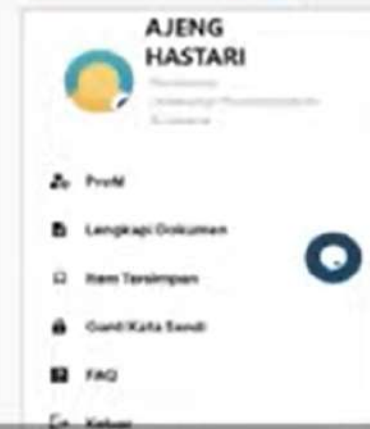 AJENG
HASTARI
Profil
Lengkapi Dokumen
Item Tersimpan
Ganti Kata Sandi
FAQ
Keluar